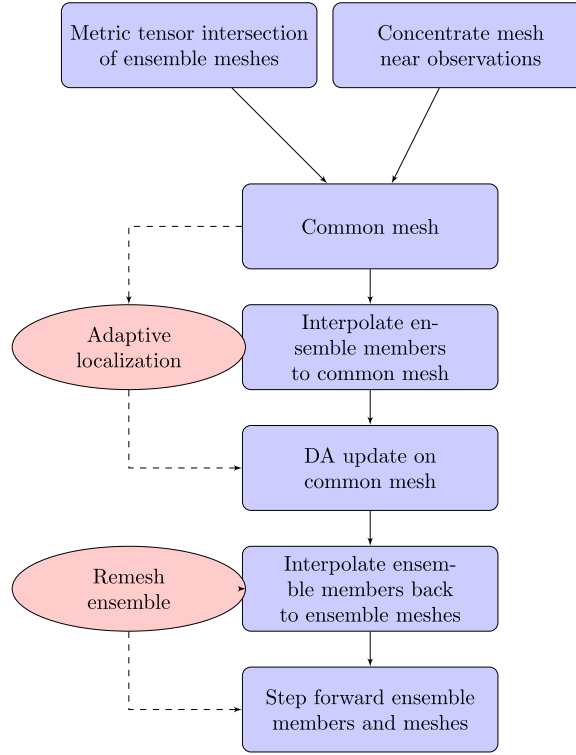 Metric tensor intersection
of ensemble meshes
Concentrate mesh
near observations
Common mesh
Adaptive
localization
Interpolate en-
semble members
to common mesh
DA update on
common mesh
Remesh
ensemble
Interpolate ensem-
ble members back
to ensemble meshes
Step forward ensemble
members and meshes